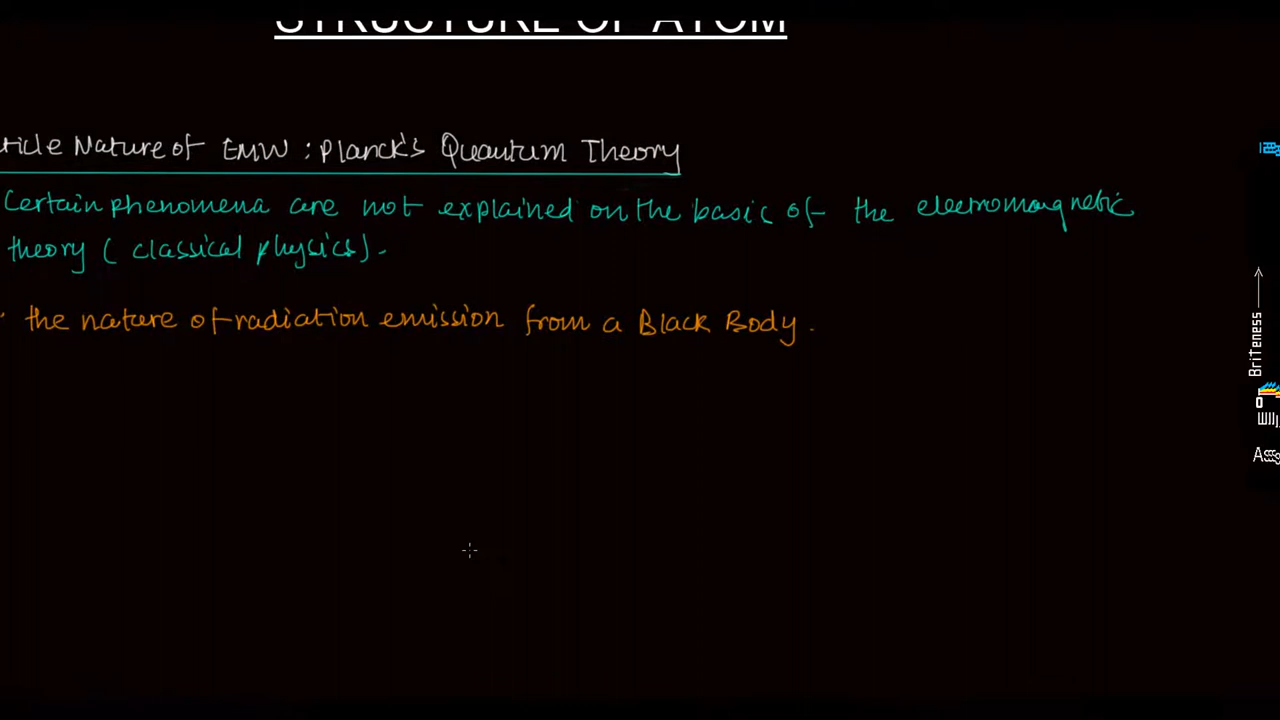 STRUCTURE OF ATOM
ticle Nature of EMW : Planck's Quantum Theory
Certain phenomena are not explained on the basic of the electromagnetic
theory ( classical physics).
the nature of radiation emission from a Black Body.
BriTeness